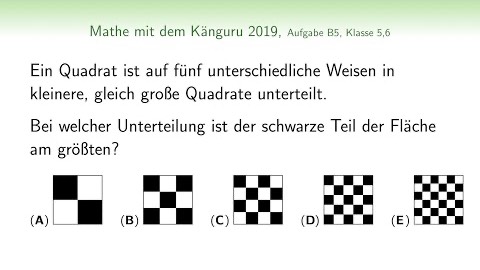 Mathe mit dem Känguru 2019, Aufgabe B5, Klasse 5,6
Ein Quadrat ist auf fünf unterschiedliche Weisen in
kleinere, gleich große Quadrate unterteilt.
Bei welcher Unterteilung ist der schwarze Teil der Fläche
am größten?
(A) (B) (C) (D) (E)